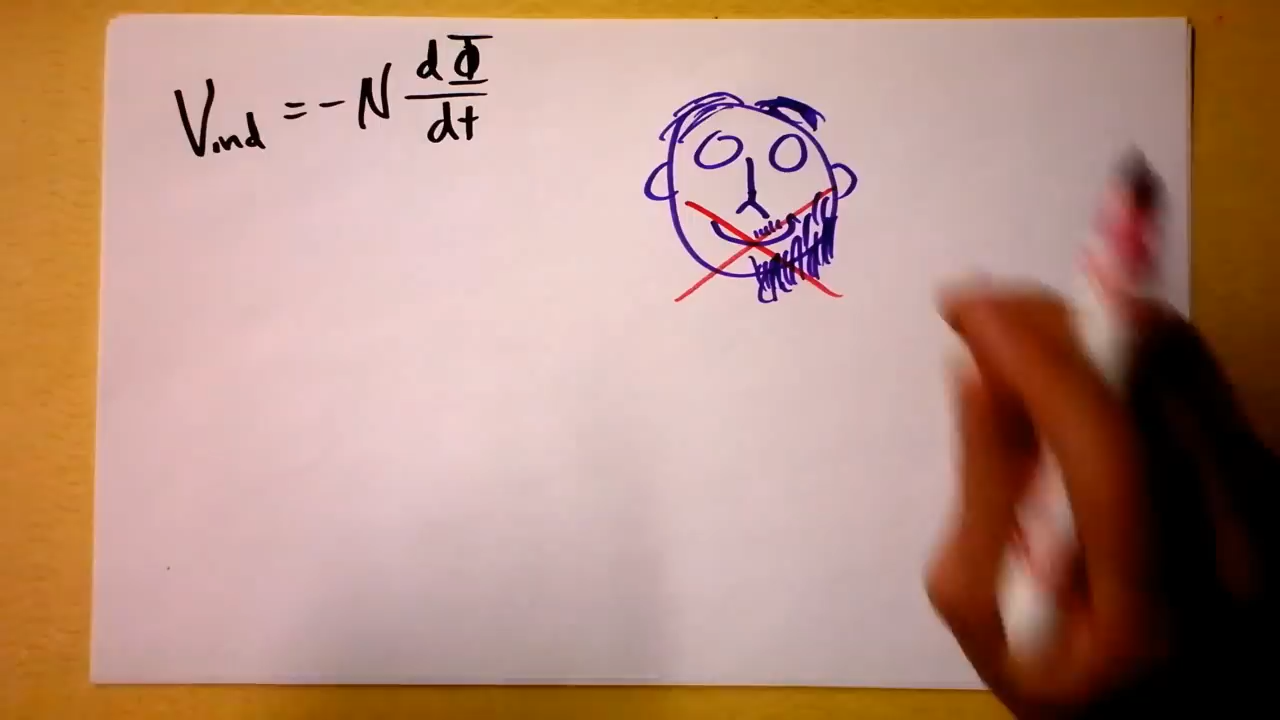 V_ind = -N dΦ/dt